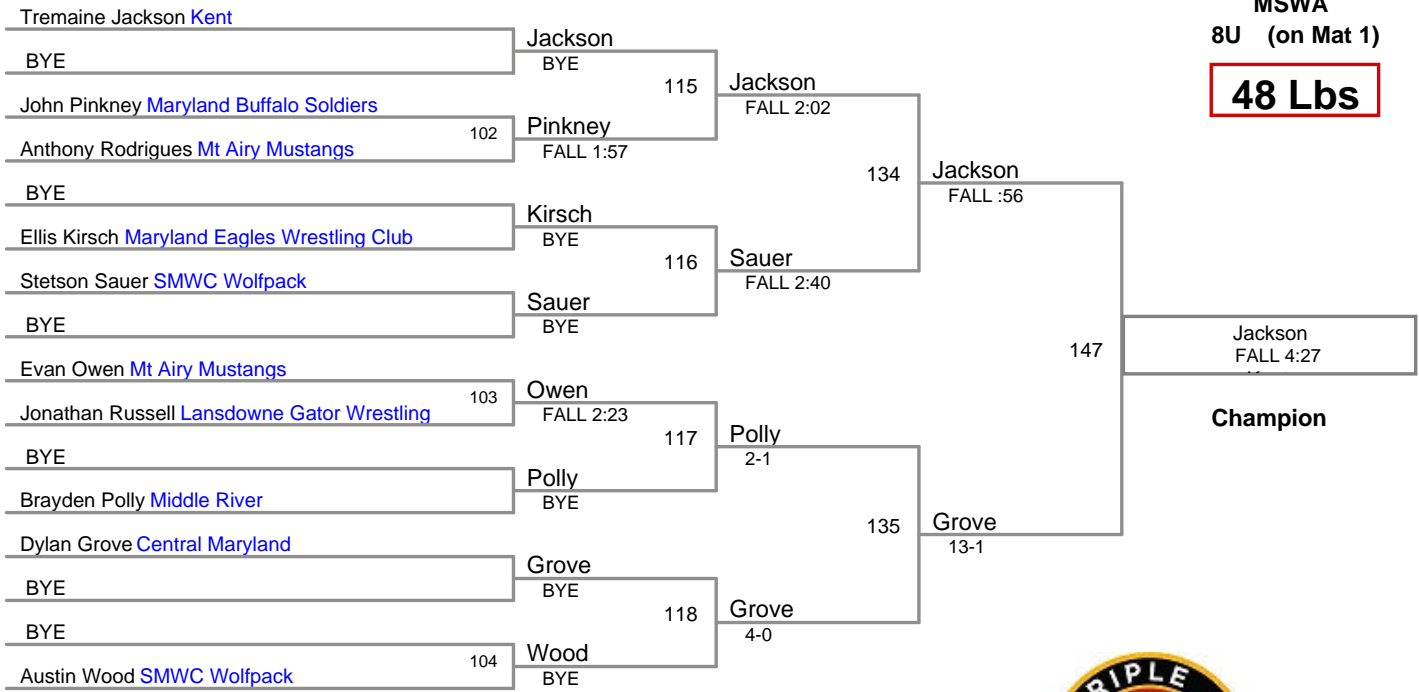 MSWA
8U (on Mat 1)
48 Lbs
Tremaine Jackson Kent
BYE
John Pinkney Maryland Buffalo Soldiers
Anthony Rodrigues Mt Airy Mustangs
BYE
Ellis Kirsch Maryland Eagles Wrestling Club
Stetson Sauer SMWC Wolfpack
BYE
Evan Owen Mt Airy Mustangs
Jonathan Russell Lansdowne Gator Wrestling
BYE
Brayden Polly Middle River
Dylan Grove Central Maryland
BYE
BYE
Austin Wood SMWC Wolfpack
102
103
104
Jackson
BYE
Pinkney
FALL 1:57
Kirsch
BYE
Sauer
BYE
Owen
FALL 2:23
Polly
BYE
Grove
BYE
Wood
BYE
115
116
117
118
Jackson
FALL 2:02
Sauer
FALL 2:40
Polly
2-1
Grove
4-0
134
135
Jackson
FALL :56
Grove
13-1
147
Jackson
FALL 4:27
Champion
RIPLE